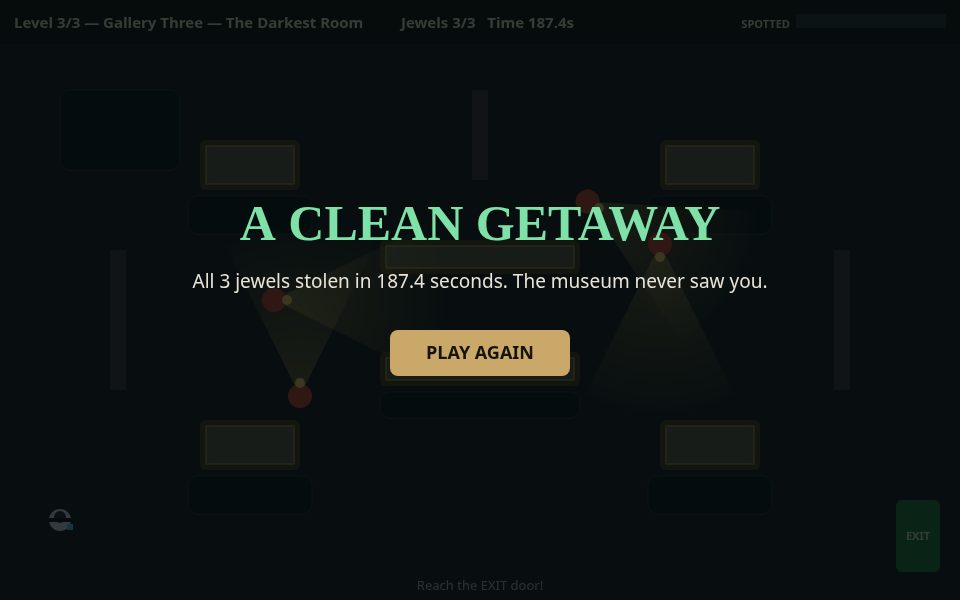 Level 3/3 — Gallery Three — The Darkest Room
Jewels 3/3
Time 187.4s
SPOTTED
A CLEAN GETAWAY
All 3 jewels stolen in 187.4 seconds. The museum never saw you.
PLAY AGAIN
EXIT
Reach the EXIT door!